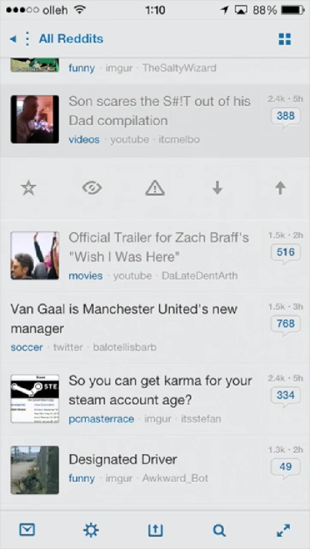 olleh 1:10 88%
All Reddits
funny · imgur · TheSaltyWizard
Son scares the S#!T out of his
Dad compilation
2.4k · 5h
388
videos · youtube · itcmelbo
Official Trailer for Zach Braff's
"Wish I Was Here"
1.5k · 2h
516
movies · youtube · DaLateDentArth
Van Gaal is Manchester United's new
manager
1.5k · 3h
768
soccer · twitter · balotellisbarb
STE
So you can get karma for your
steam account age?
2.4k · 5h
334
pcmasterrace · imgur · itsstefan
Designated Driver
1.3k · 2h
49
funny · imgur · Awkward_Bot